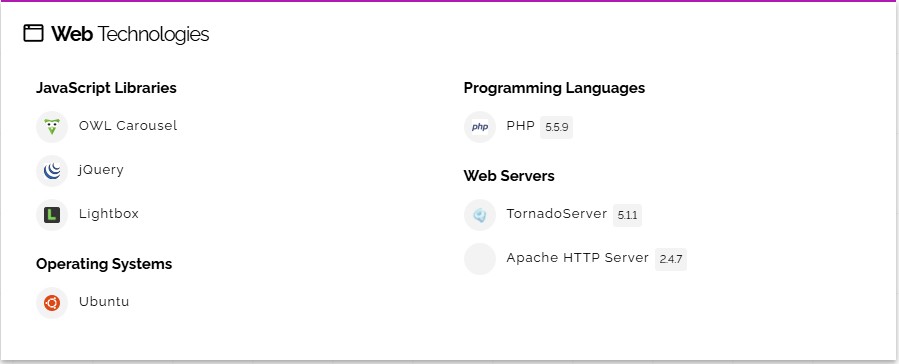 Web Technologies
JavaScript Libraries
OWL Carousel
jQuery
L Lightbox
Operating Systems
Ubuntu
Programming Languages
php PHP 5.5.9
Web Servers
TornadoServer 5.1.1
Apache HTTP Server 2.4.7